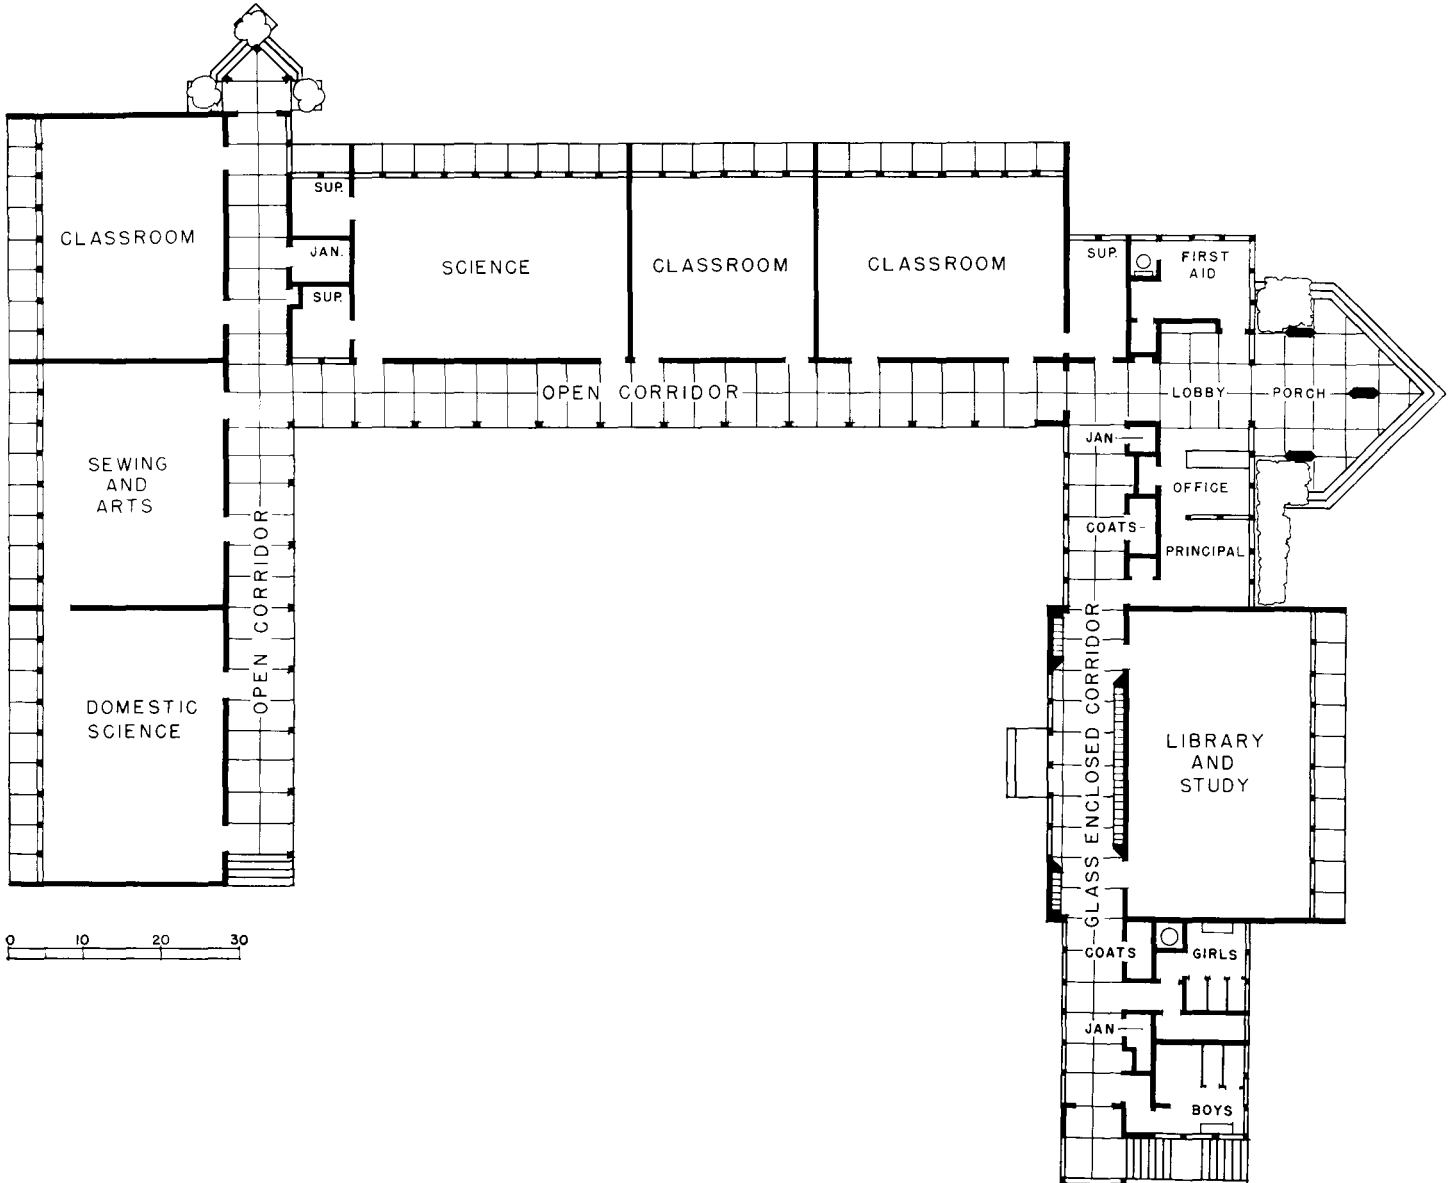 SUP.
FIRST
AID
CLASSROOM
JAN.
SCIENCE
CLASSROOM
CLASSROOM
SUP.
SUP.
OPEN CORRIDOR
LOBBY
PORCH
JAN
SEWING
AND
ARTS
OFFICE
COATS
PRINCIPAL
OPEN CORRIDOR
GLASS ENCLOSED CORRIDOR
DOMESTIC
SCIENCE
LIBRARY
AND
STUDY
0 10 20 30
COATS
GIRLS
JAN
BOYS